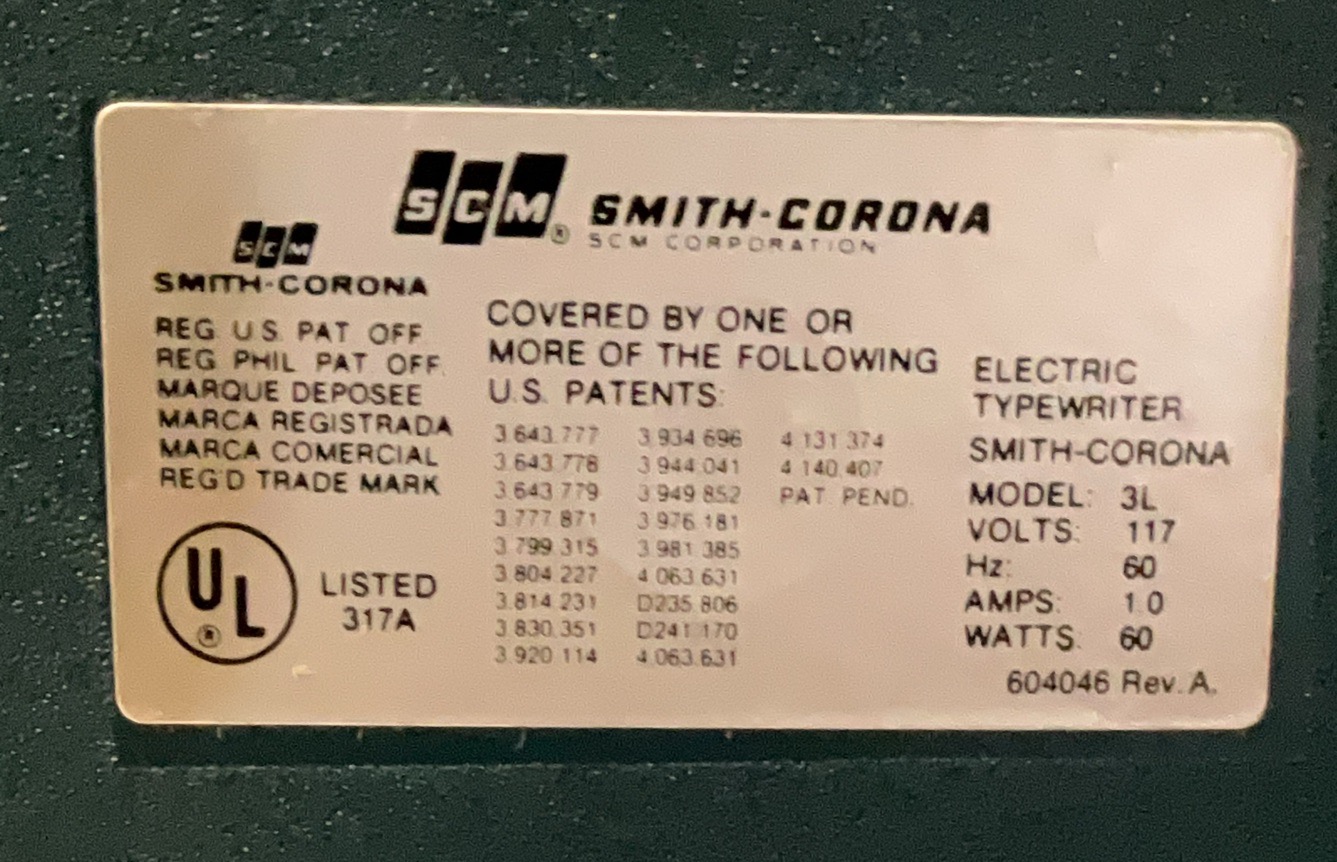 SCM® SMITH-CORONA
SCM CORPORATION
SCM
SMITH-CORONA
REG. U.S. PAT. OFF.
REG PHIL PAT OFF.
MARQUE DEPOSEE
MARCA REGISTRADA
MARCA COMERCIAL
REG'D TRADE MARK
UL®
LISTED
317A
COVERED BY ONE OR
MORE OF THE FOLLOWING
U.S. PATENTS:
3.643.777 3.934.696 4.131.374
3.643.778 3.944.041 4.140.407
3.643.779 3.949.852 PAT. PEND.
3.777.871 3.976.181
3.799.315 3.981.385
3.804.227 4.063.631
3.814.231 D235.806
3.830.351 D241.170
3.920.114 4.063.631
ELECTRIC
TYPEWRITER
SMITH-CORONA
MODEL: 3L
VOLTS: 117
Hz: 60
AMPS: 1.0
WATTS: 60
604046 Rev. A.